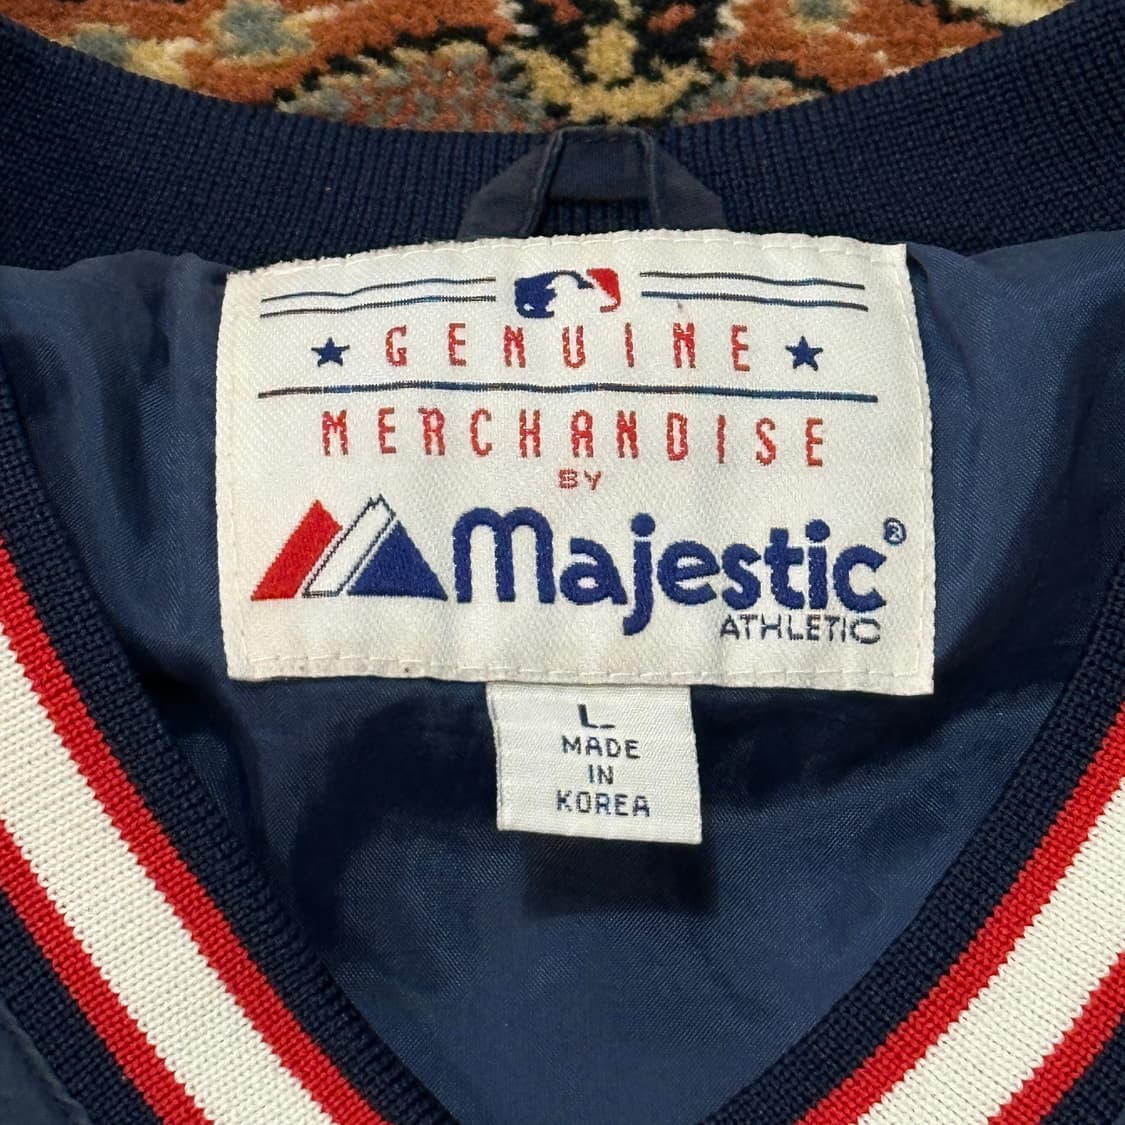 GENUINE
MERCHANDISE
BY
Majestic®
ATHLETIC
L
MADE
IN
KOREA